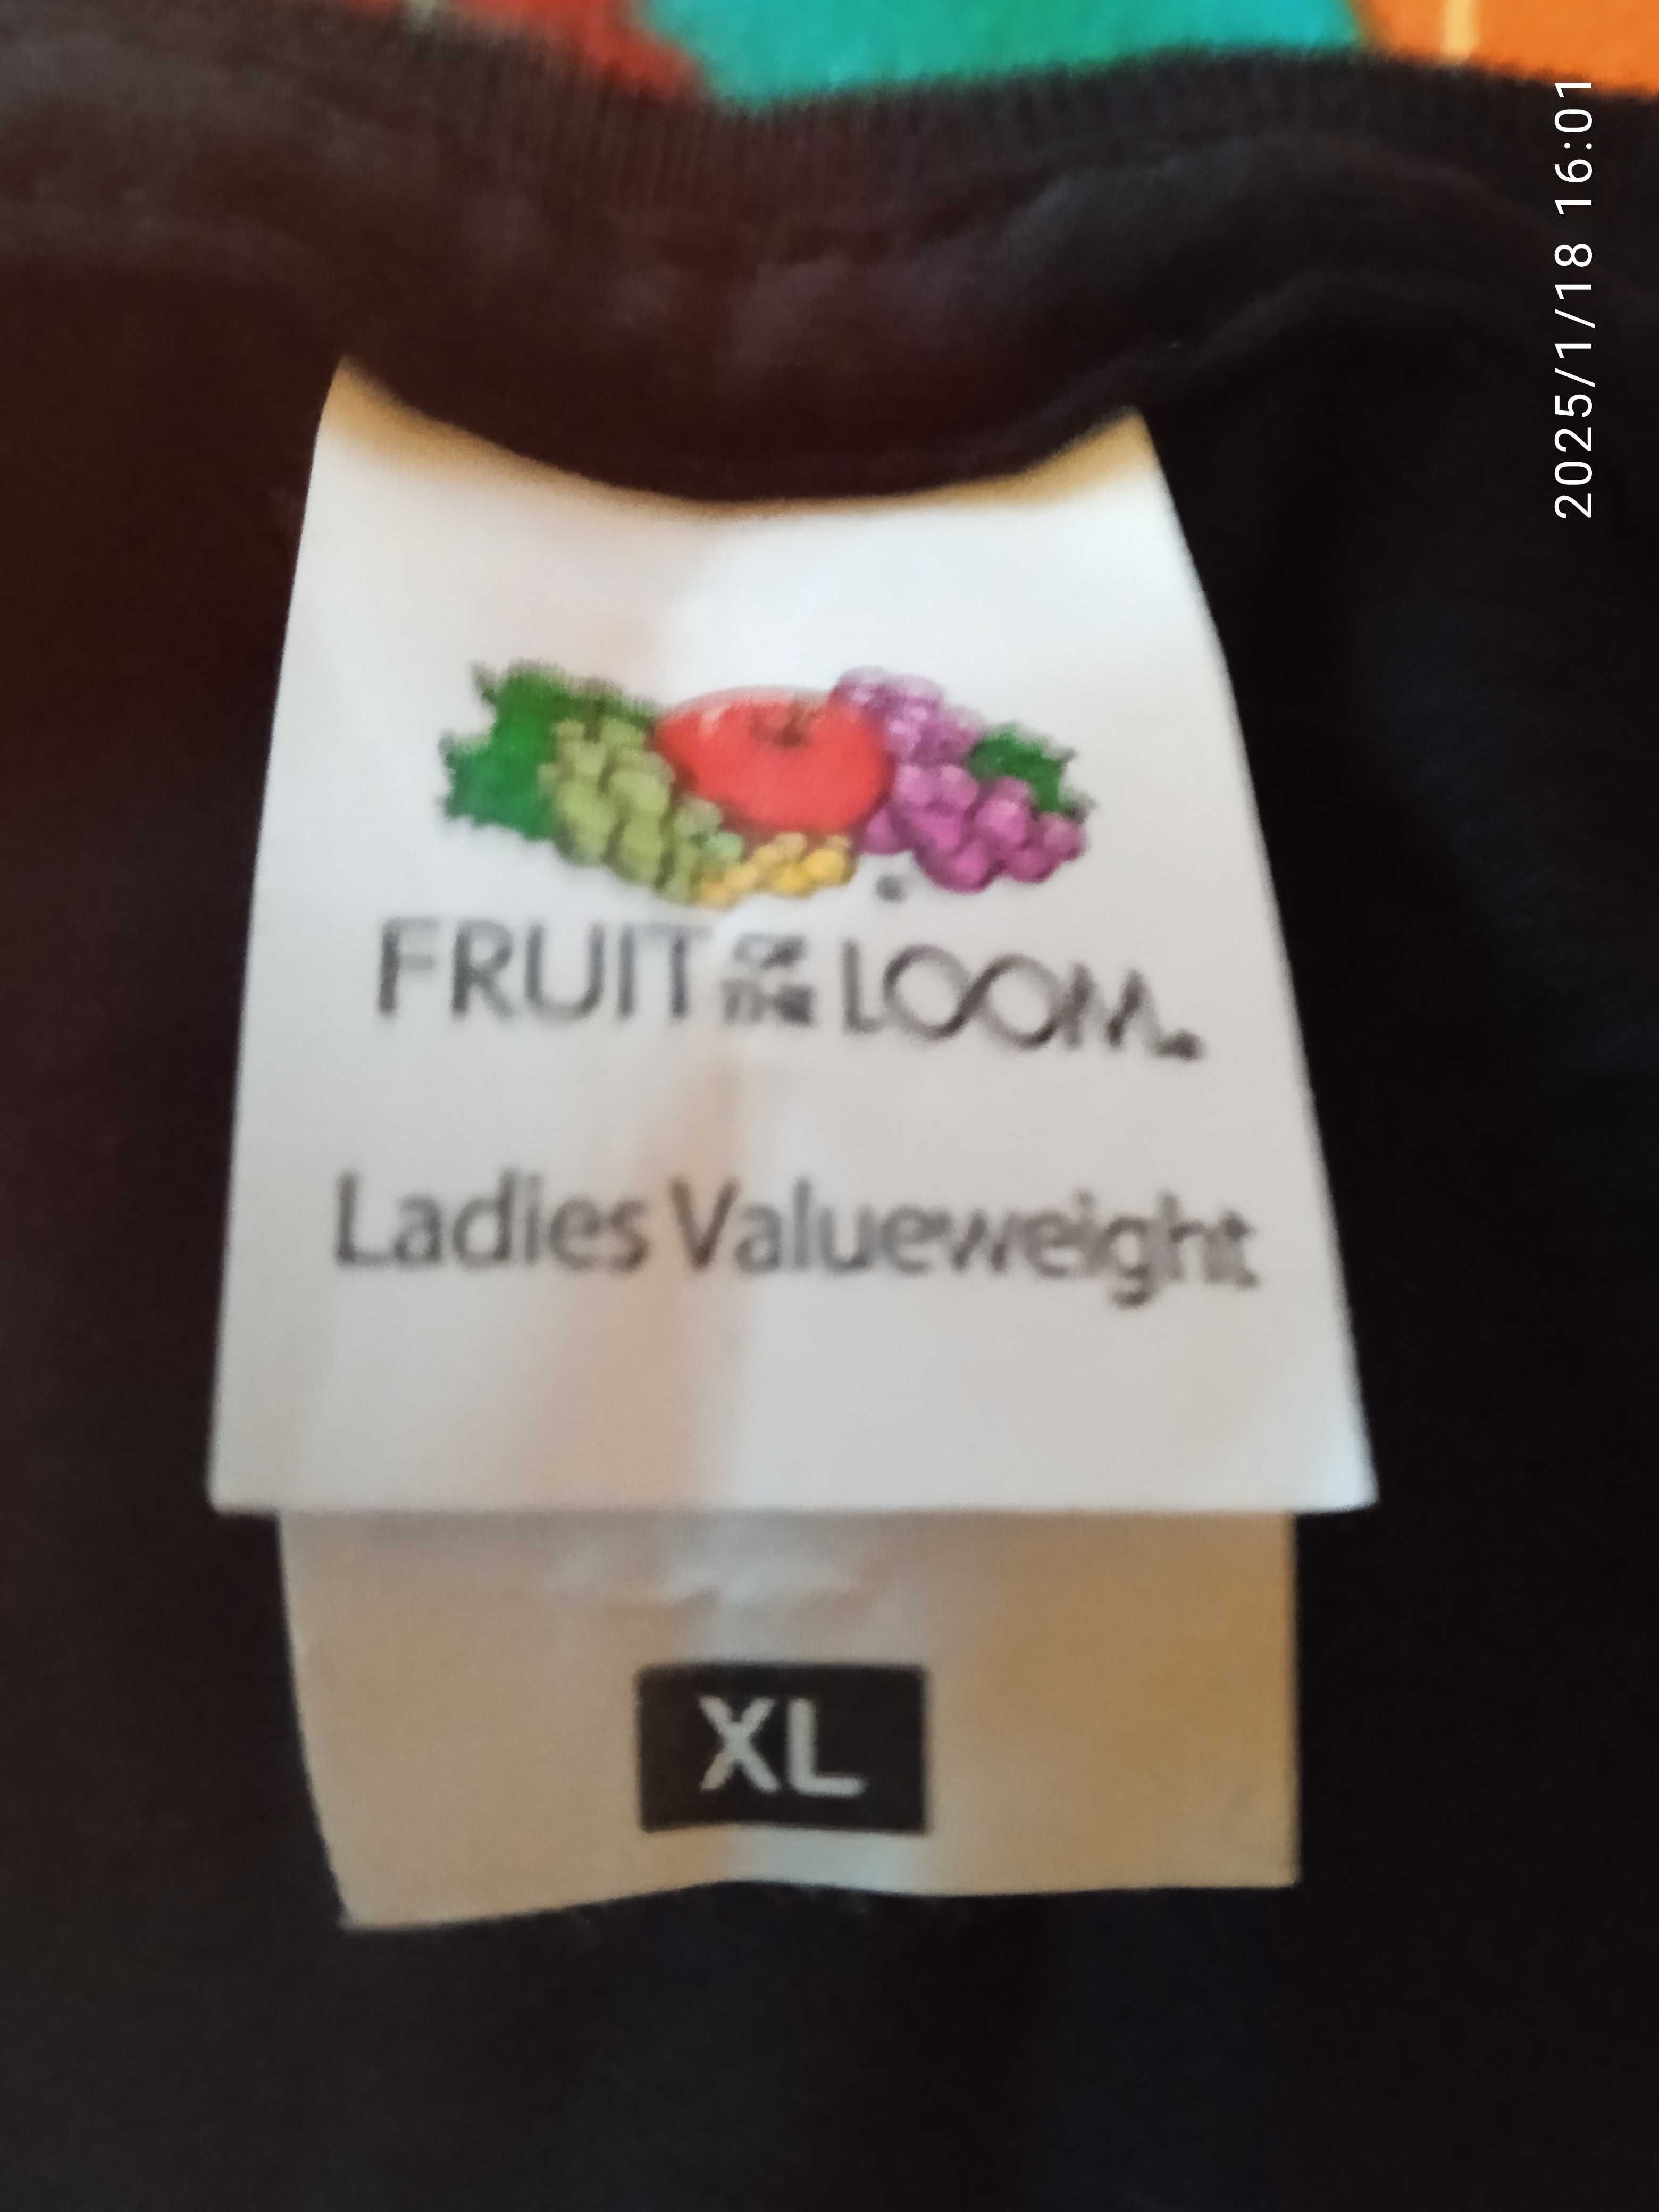 FRUIT OF THE LOOM®
Ladies Valueweight
XL
2025/1/18 16:01